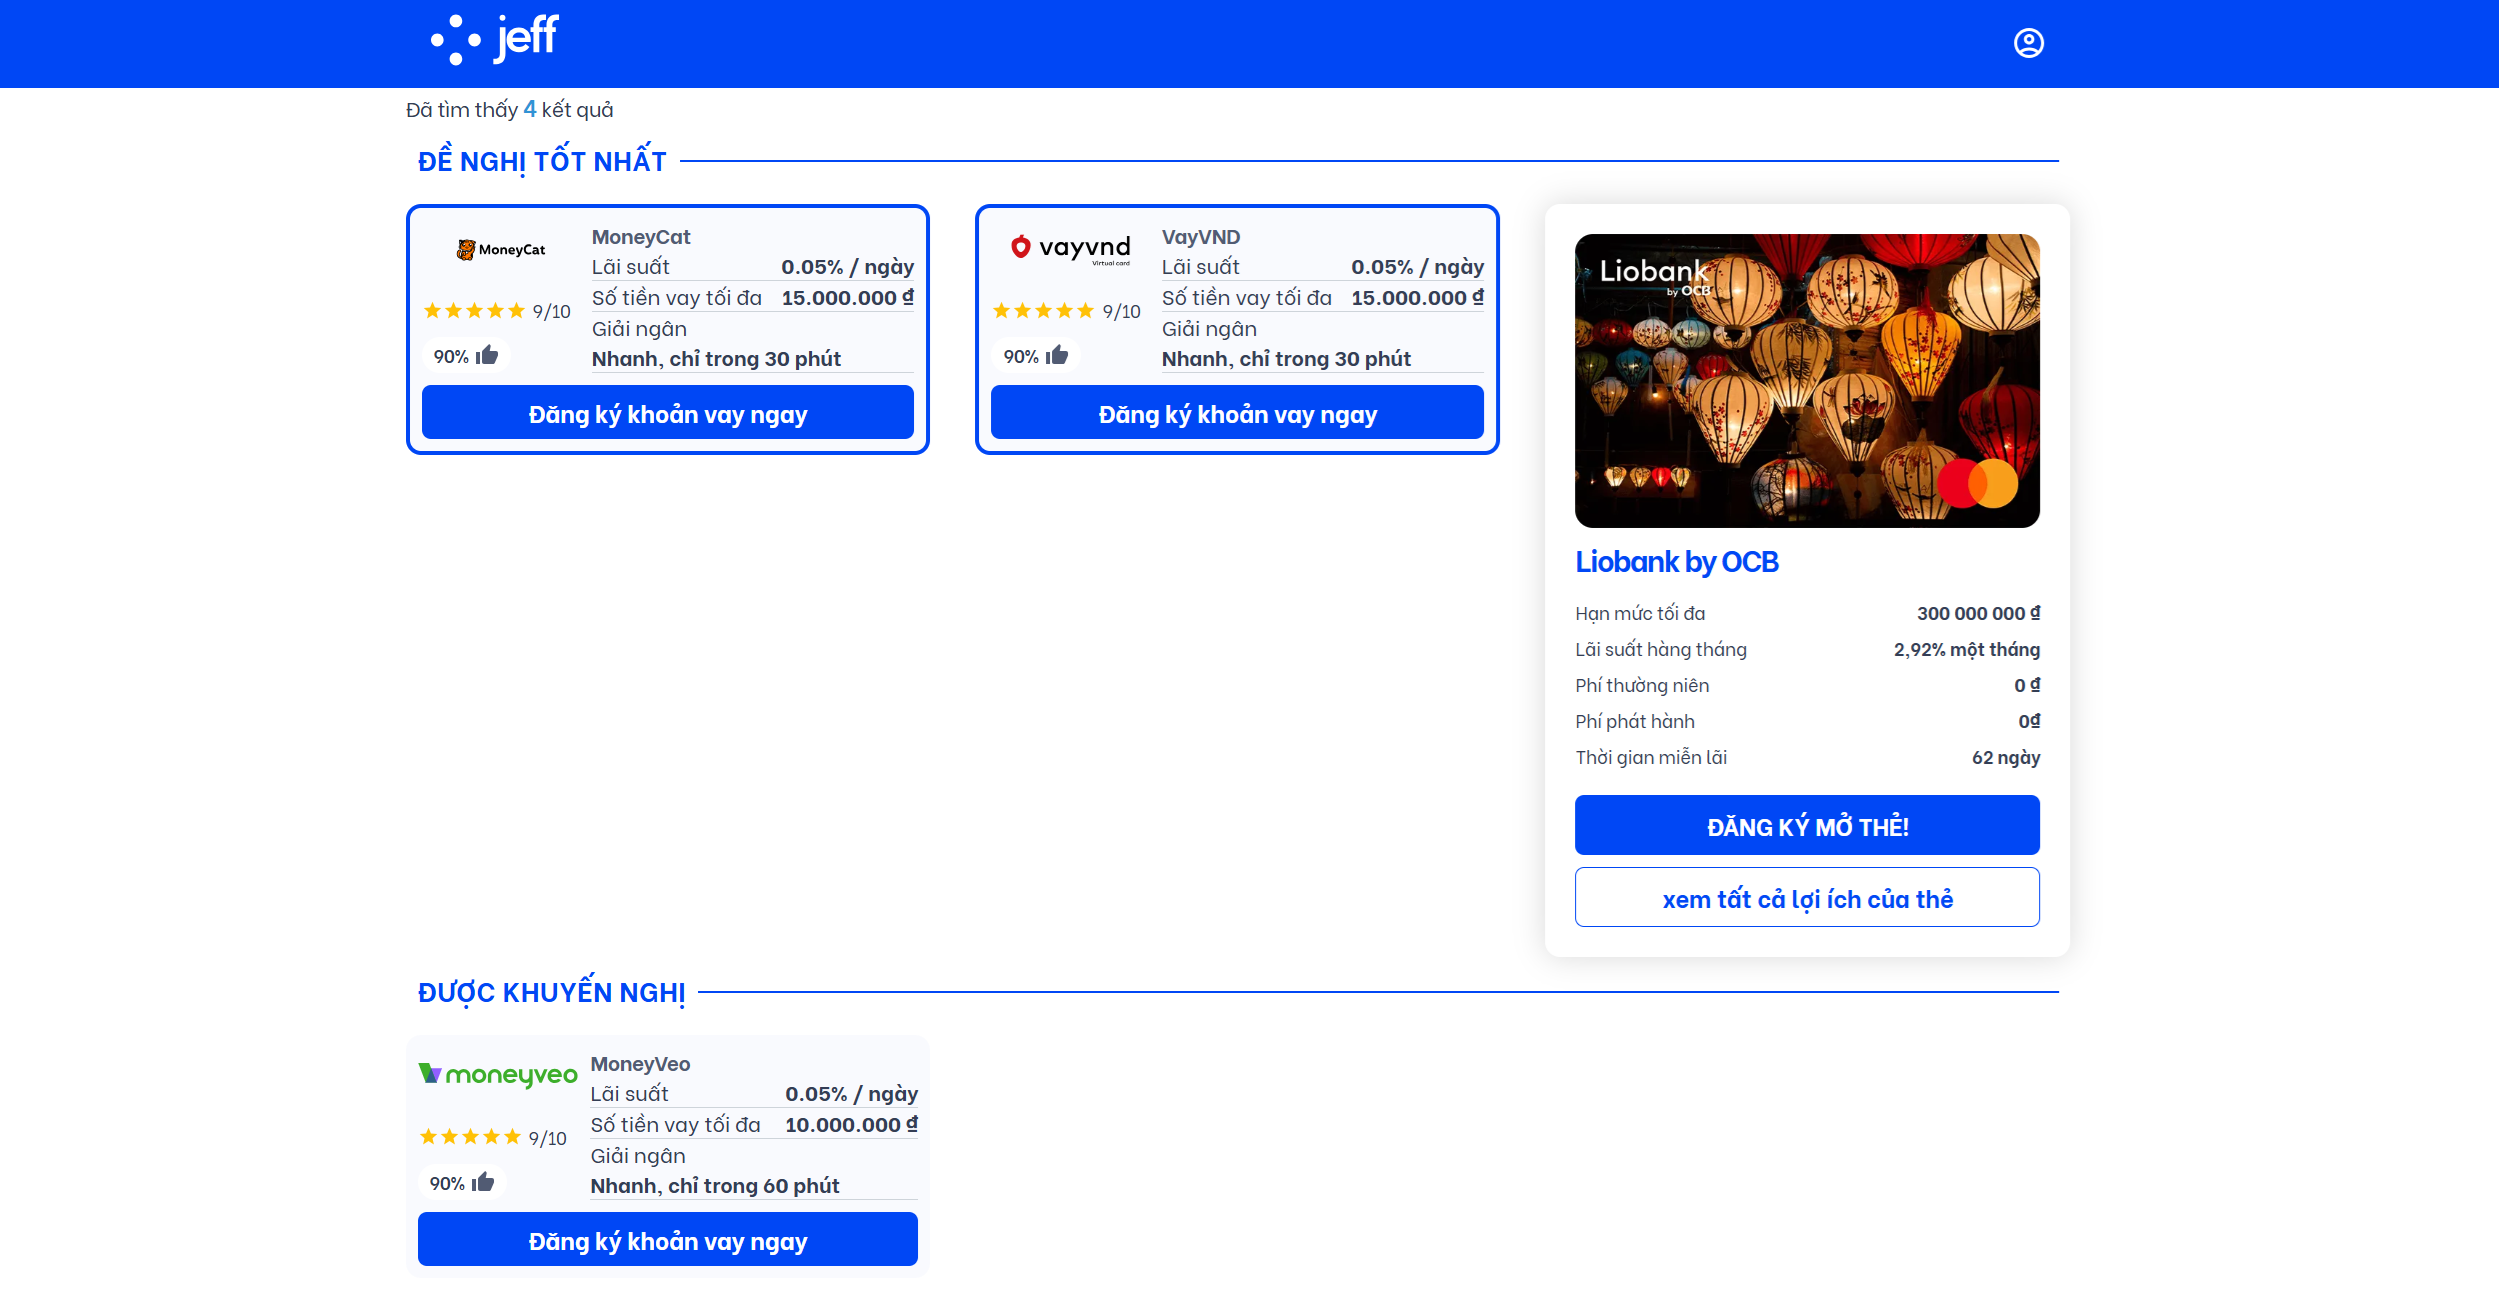 jeff
Đã tìm thấy 4 kết quả
ĐỀ NGHỊ TỐT NHẤT
MoneyCat
MoneyCat
Lãi suất 0.05% / ngày
Số tiền vay tối đa 15.000.000 ₫
9/10
Giải ngân
90%
Nhanh, chỉ trong 30 phút
Đăng ký khoản vay ngay
vayvnd
Virtual card
VayVND
Lãi suất 0.05% / ngày
Số tiền vay tối đa 15.000.000 ₫
9/10
Giải ngân
90%
Nhanh, chỉ trong 30 phút
Đăng ký khoản vay ngay
Liobank
by OCB
Liobank by OCB
Hạn mức tối đa 300 000 000 ₫
Lãi suất hàng tháng 2,92% một tháng
Phí thường niên 0 ₫
Phí phát hành 0₫
Thời gian miễn lãi 62 ngày
ĐĂNG KÝ MỞ THẺ!
xem tất cả lợi ích của thẻ
ĐƯỢC KHUYẾN NGHỊ
moneyveo
MoneyVeo
Lãi suất 0.05% / ngày
Số tiền vay tối đa 10.000.000 ₫
9/10
Giải ngân
90%
Nhanh, chỉ trong 60 phút
Đăng ký khoản vay ngay